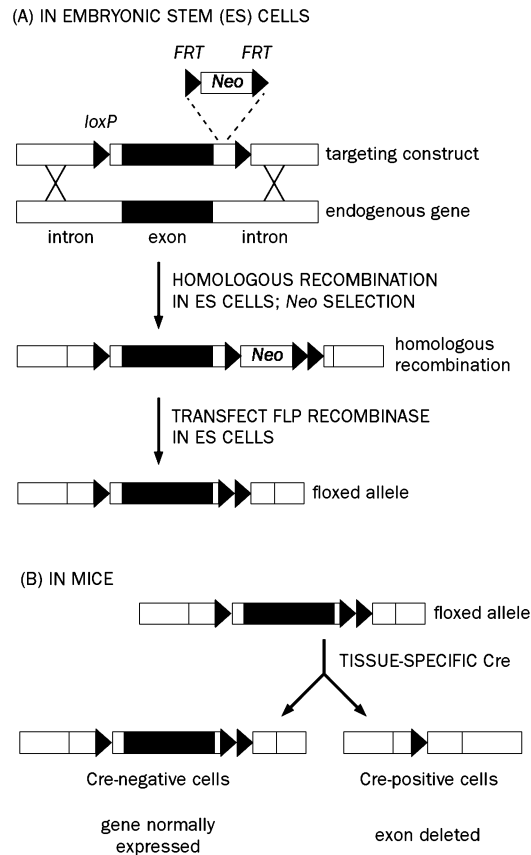 (A) IN EMBRYONIC STEM (ES) CELLS
FRT FRT
Neo
loxP
targeting construct
endogenous gene
intron exon intron
HOMOLOGOUS RECOMBINATION
IN ES CELLS; Neo SELECTION
Neo
homologous
recombination
TRANSFECT FLP RECOMBINASE
IN ES CELLS
floxed allele
(B) IN MICE
floxed allele
TISSUE-SPECIFIC Cre
Cre-negative cells Cre-positive cells
gene normally
expressed
exon deleted